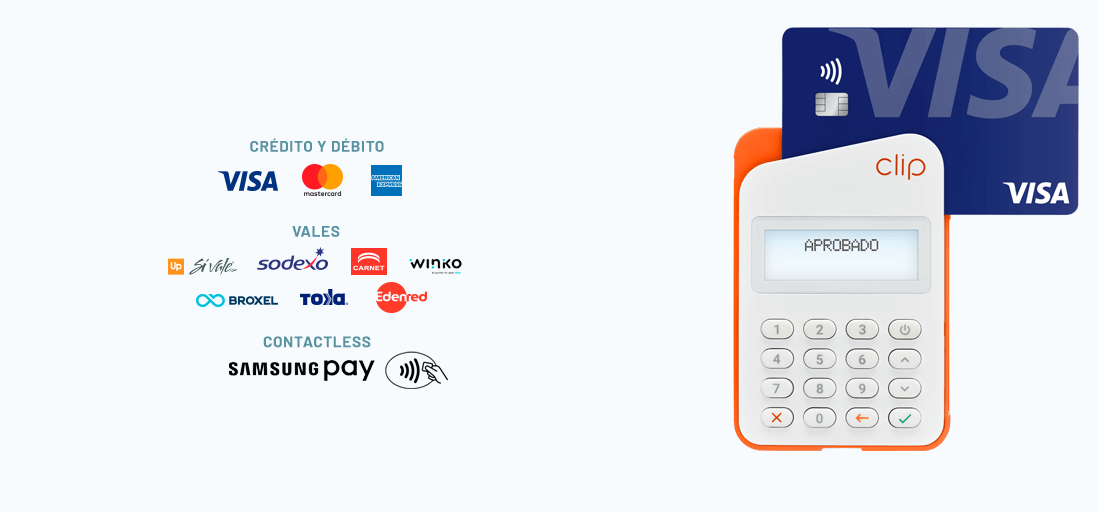 CRÉDITO Y DÉBITO
VISA
mastercard
AMERICAN
EXPRESS
VALES
Up Sí Vale
sodexo
CARNET
WINKO
BROXEL
TOKA
Edenred
CONTACTLESS
SAMSUNG pay
VISA
VISA
clip
APROBADO
1 2 3
4 5 6
7 8 9
0